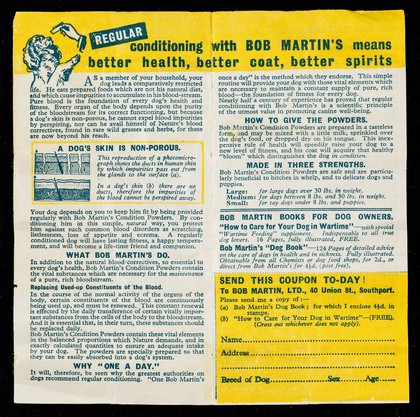 REGULAR
conditioning with BOB MARTIN'S means
better health, better coat, better spirits
As a member of your household, your
dog leads a comparatively restricted
life. He eats prepared foods which are not his natural diet,
and which cause impurities to accumulate in his blood-stream.
Pure blood is the foundation of every dog's health and
fitness. Every organ of the body depends upon the purity
of the bloodstream for its correct functioning, but because
a dog's skin is non-porous, he cannot expel blood impurities
by perspiring, nor can he avail himself of Nature's blood
correctives, found in rare wild grasses and herbs, for these
are now beyond his reach.
A DOG'S SKIN IS NON-POROUS.
This reproduction of a photomicro-
graph shows the ducts in human skin
by which impurities pass out from
the glands to the surface (a).
In a dog's skin (b) there are no
ducts, therefore the impurities of
the blood cannot be expelled away.
Your dog depends on you to keep him fit by being provided
regularly with Bob Martin's Condition Powders. By con-
ditioning him in this simple, natural way, you protect
him against such common blood disorders as scratching,
listlessness, loss of appetite and eczema. A regularly
conditioned dog will have lasting fitness, a happy tempera-
ment, and will become a life-time friend and companion.
WHAT BOB MARTIN'S DO.
In addition to the natural blood correctives, so essential to
every dog's health, Bob Martin's Condition Powders contain
the vital substances which are necessary for the maintenance
of a pure, rich bloodstream.
Replacing Used-up Constituents of the Blood.
In the course of the normal activity of the organs of the
body, certain constituents of the blood are continuously
being used up, and must be renewed. This constant renewal
is effected by the daily transference of certain vitally impor-
tant substances from the cells of the body to the bloodstream.
And it is essential that, in their turn, these substances should
be replaced daily.
Bob Martin's Condition Powders contain these vital elements
in the balanced proportions which Nature demands, and in
exactly calculated quantities to ensure an adequate intake
by your dog. The powders are specially prepared so that
they can be easily absorbed into a dog's system.
WHY "ONE A DAY."
It will, therefore, be seen why the greatest authorities on
dogs recommend regular conditioning. "One Bob Martin's
once a day" is the method which they endorse. This simple
routine will provide your dog with those vital elements which
are necessary to maintain a constant supply of pure, rich
blood—the foundation of fitness for every dog.
Nearly half a century of experience has proved that regular
conditioning with Bob Martin's is a scientific principle
of the utmost value in promoting canine well-being.
HOW TO GIVE THE POWDERS.
Bob Martin's Condition Powders are prepared in a tasteless
form, and may be mixed with a little milk, sprinkled over
the dog's food, or dropped dry on his tongue. This inex-
pensive rule of health will speedily raise your dog to a
new level of fitness, and his coat will acquire that healthy
"bloom" which distinguishes the dog in condition.
MADE IN THREE STRENGTHS.
Bob Martin's Condition Powders are safe and are particu-
larly beneficial to bitches in whelp, and to delicate dogs and
puppies.
Large: for large dogs over 50 lbs. in weight.
Medium: for dogs between 8 lbs. and 50 lbs. in weight.
Small: for toy dogs under 8 lbs. and puppies.
BOB MARTIN BOOKS FOR DOG OWNERS.
"How to Care for Your Dog in Wartime"—with special
"Wartime Feeding" supplement. Indispensable to all true
dog lovers. 16 Pages, fully illustrated, FREE.
Bob Martin's "Dog Book"—124 Pages of detailed advice
on the care of dogs in health and in sickness. Fully illustrated.
Obtainable from all Chemists or dog food shops, for 3d., or
direct from Bob Martin's for 4½d. (post free).
SEND THIS COUPON TO-DAY!
To BOB MARTIN, LTD., 40 Union St., Southport.
Please send me a copy of:—
(a) Bob Martin's Dog Book; for which I enclose 4½d. in
stamps.
(b) "How to Care for Your Dog in Wartime"—(FREE).
(Cross out whichever does not apply).
Name
Address
Breed of Dog Sex Age